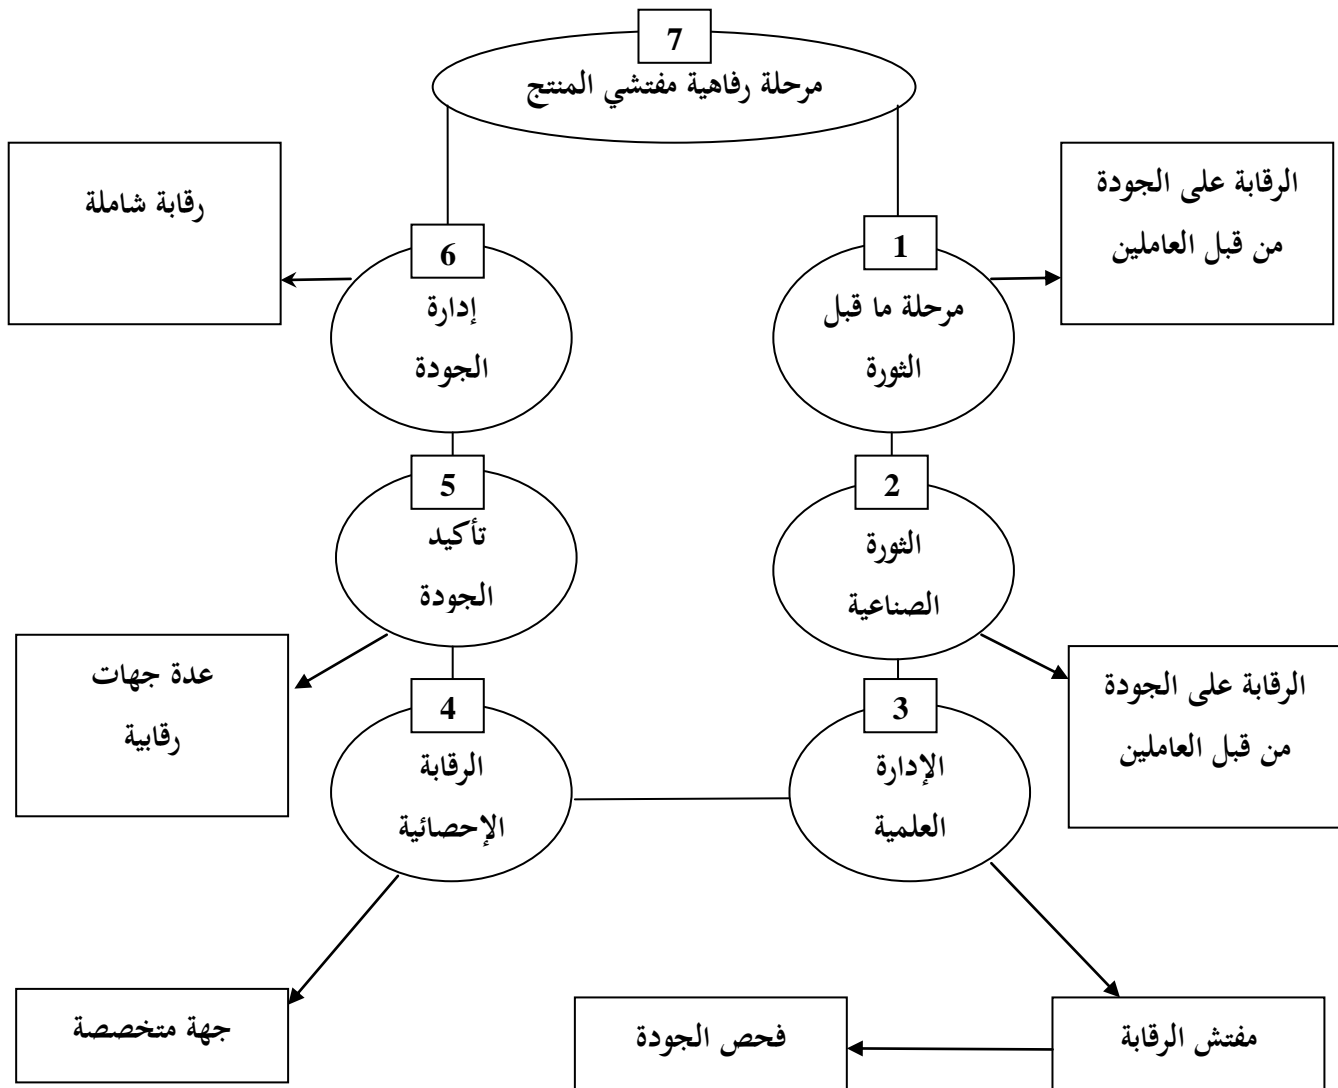 7
مرحلة رفاهية مفتشي المنتج
الرقابة على الجودة
من قبل العاملين
1
مرحلة ما قبل
الثورة
6
إدارة
الجودة
رقابة شاملة
2
الثورة
الصناعية
5
تأكيد
الجودة
الرقابة على الجودة
من قبل العاملين
عدة جهات
رقابية
3
الإدارة
العلمية
4
الرقابة
الإحصائية
مفتش الرقابة
فحص الجودة
جهة متخصصة